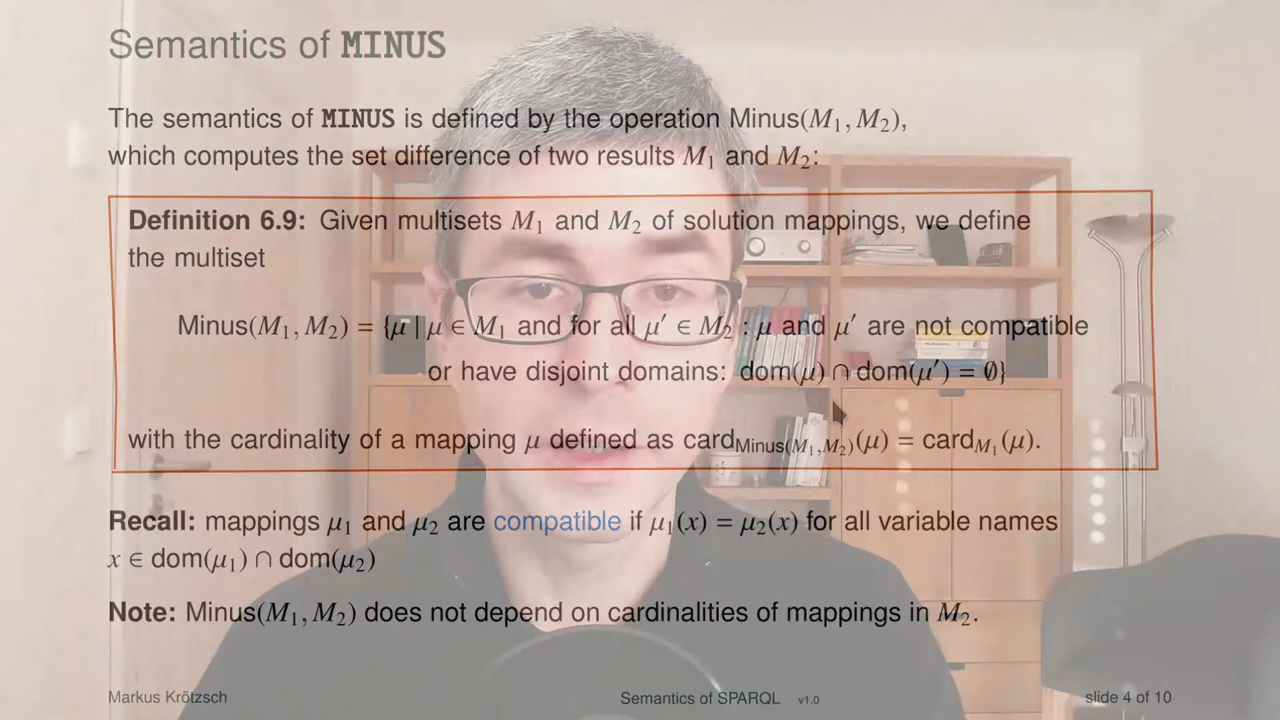 Semantics of MINUS
The semantics of MINUS is defined by the operation Minus(M₁, M₂),
which computes the set difference of two results M₁ and M₂:
Definition 6.9: Given multisets M₁ and M₂ of solution mappings, we define
the multiset
Minus(M₁, M₂) = {μ | μ ∈ M₁ and for all μ′ ∈ M₂ : μ and μ′ are not compatible
or have disjoint domains: dom(μ) ∩ dom(μ′) = ∅}
with the cardinality of a mapping μ defined as card_Minus(M₁,M₂)(μ) = card_M₁(μ).
Recall: mappings μ₁ and μ₂ are compatible if μ₁(x) = μ₂(x) for all variable names
x ∈ dom(μ₁) ∩ dom(μ₂)
Note: Minus(M₁, M₂) does not depend on cardinalities of mappings in M₂.
Markus Krötzsch Semantics of SPARQL v1.0 slide 4 of 10